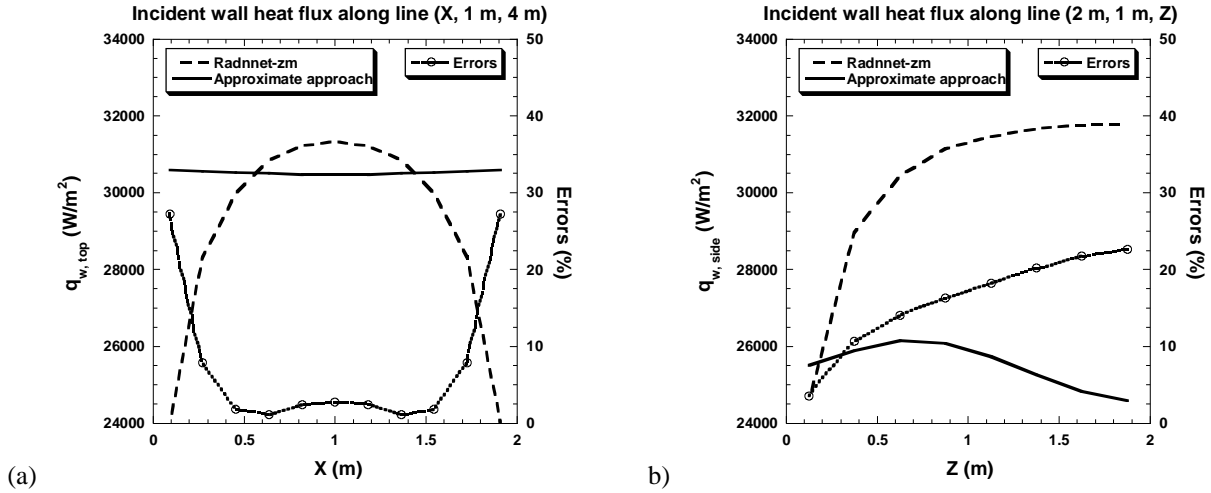 Incident wall heat flux along line (X, 1 m, 4 m)
34000
32000
30000
28000
26000
24000
q_w, top (W/m²)
Radnnet-zm
Approximate approach
Errors
50
40
30
20
10
0
Errors (%)
0
0.5
1
1.5
2
X (m)
(a)
Incident wall heat flux along line (2 m, 1 m, Z)
34000
32000
30000
28000
26000
24000
q_w, side (W/m²)
Radnnet-zm
Approximate approach
Errors
50
40
30
20
10
0
Errors (%)
0
0.5
1
1.5
2
Z (m)
b)